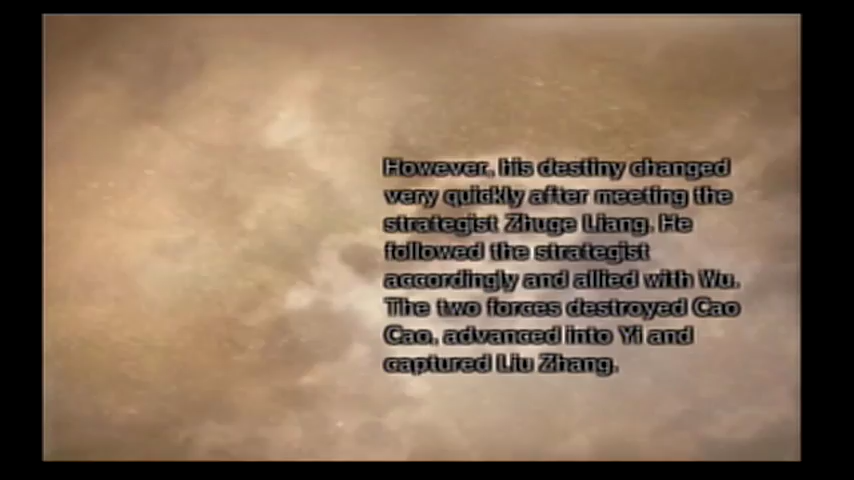 However, his destiny changed
very quickly after meeting the
strategist Zhuge Liang. He
followed the strategist
accordingly and allied with Wu.
The two forces destroyed Cao
Cao, advanced into Yi and
captured Liu Zhang.